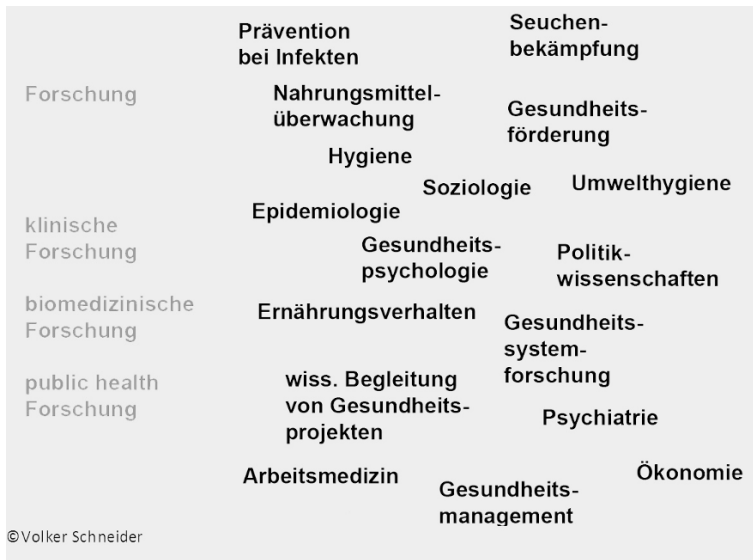 Forschung
klinische
Forschung
biomedizinische
Forschung
public health
Forschung
Prävention
bei Infekten
Seuchen-
bekämpfung
Nahrungsmittel-
überwachung
Gesundheits-
förderung
Hygiene
Soziologie
Umwelthygiene
Epidemiologie
Gesundheits-
psychologie
Politik-
wissenschaften
Ernährungsverhalten
Gesundheits-
system-
forschung
wiss. Begleitung
von Gesundheits-
projekten
Psychiatrie
Arbeitsmedizin
Ökonomie
Gesundheits-
management
©Volker Schneider